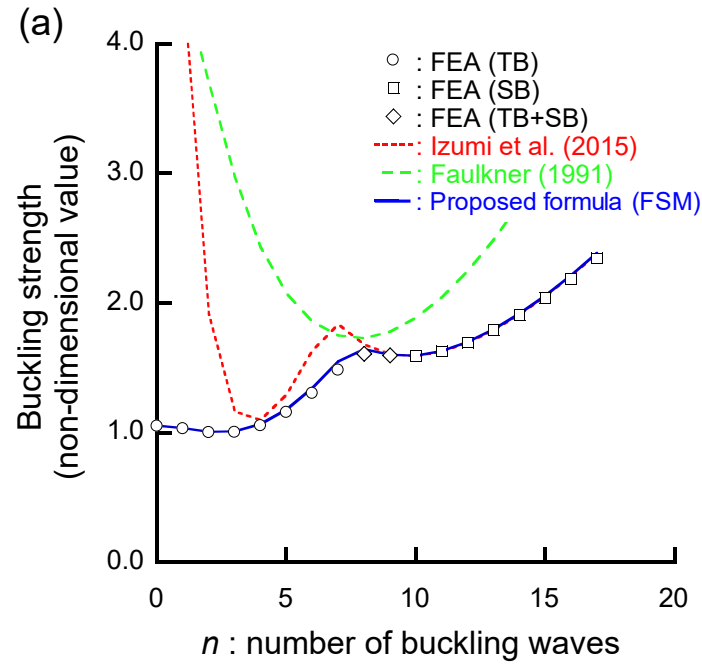 (a)
4.0
3.0
2.0
1.0
0.0
0
5
10
15
20
Buckling strength
(non-dimensional value)
n : number of buckling waves
: FEA (TB)
: FEA (SB)
: FEA (TB+SB)
: Izumi et al. (2015)
: Faulkner (1991)
: Proposed formula (FSM)